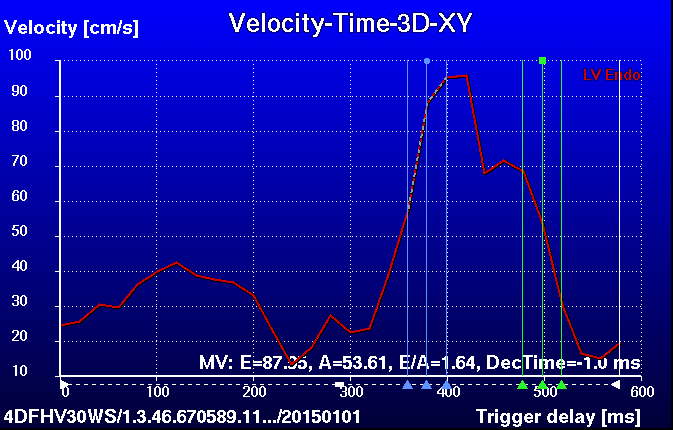 Velocity-Time-3D-XY
Velocity [cm/s]
LV Endo
100
90
80
70
60
50
40
30
20
10
MV: E=87.95, A=53.61, E/A=1.64, DecTime=-1.0 ms
0 100 200 300 400 500 600
4DFHV30WS/1.3.46.670589.11.../20150101 Trigger delay [ms]